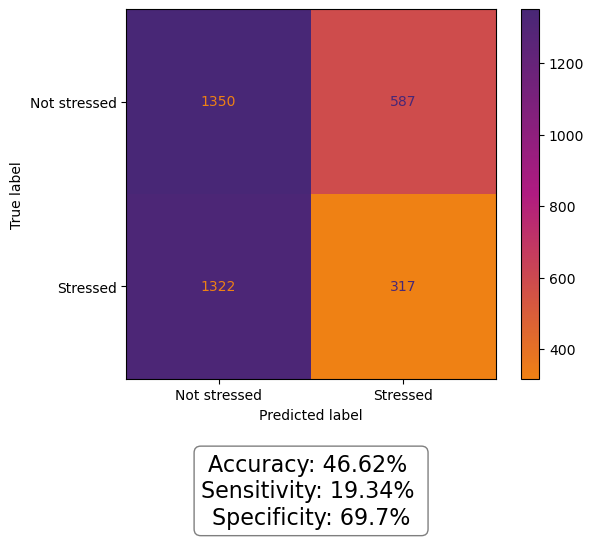 True label
Not stressed
1350
587
Stressed
1322
317
Not stressed
Stressed
Predicted label
1200
1000
800
600
400
Accuracy: 46.62%
Sensitivity: 19.34%
Specificity: 69.7%